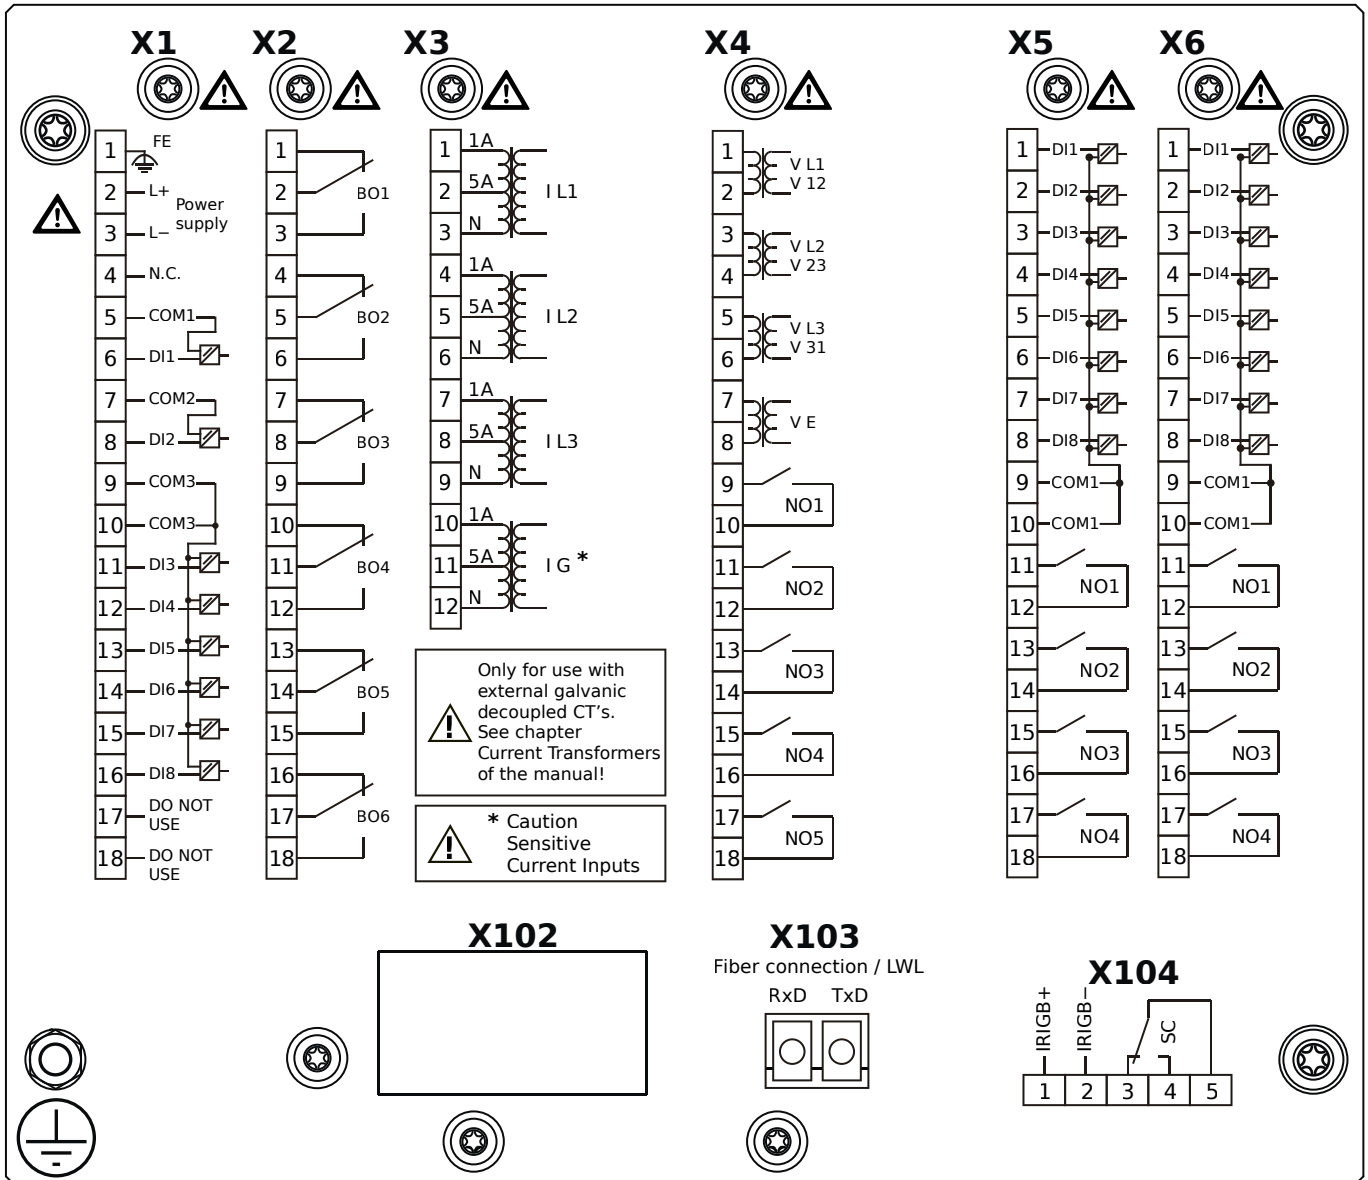 X1 X2 X3 X4 X5 X6
1 FE
2 L+
Power
supply
3 L−
4 N.C.
5 COM1
6 DI1
7 COM2
8 DI2
9 COM3
10 COM3
11 DI3
12 DI4
13 DI5
14 DI6
15 DI7
16 DI8
17 DO NOT
USE
18 DO NOT
USE
1
2 BO1
3
4
5 BO2
6
7
8 BO3
9
10
11 BO4
12
13
14 BO5
15
16
17 BO6
18
1 1A
2 5A I L1
3 N
4 1A
5 5A I L2
6 N
7 1A
8 5A I L3
9 N
10 1A
11 5A I G *
12 N
Only for use with
external galvanic
decoupled CT's.
See chapter
Current Transformers
of the manual!
* Caution
Sensitive
Current Inputs
1 V L1
2 V 12
3 V L2
4 V 23
5 V L3
6 V 31
7 V E
8
9 NO1
10
11 NO2
12
13 NO3
14
15 NO4
16
17 NO5
18
1 DI1
2 DI2
3 DI3
4 DI4
5 DI5
6 DI6
7 DI7
8 DI8
9 COM1
10 COM1
11 NO1
12
13 NO2
14
15 NO3
16
17 NO4
18
1 DI1
2 DI2
3 DI3
4 DI4
5 DI5
6 DI6
7 DI7
8 DI8
9 COM1
10 COM1
11 NO1
12
13 NO2
14
15 NO3
16
17 NO4
18
X102
X103
Fiber connection / LWL
RxD TxD
X104
IRIGB+ IRIGB− SC
1 2 3 4 5